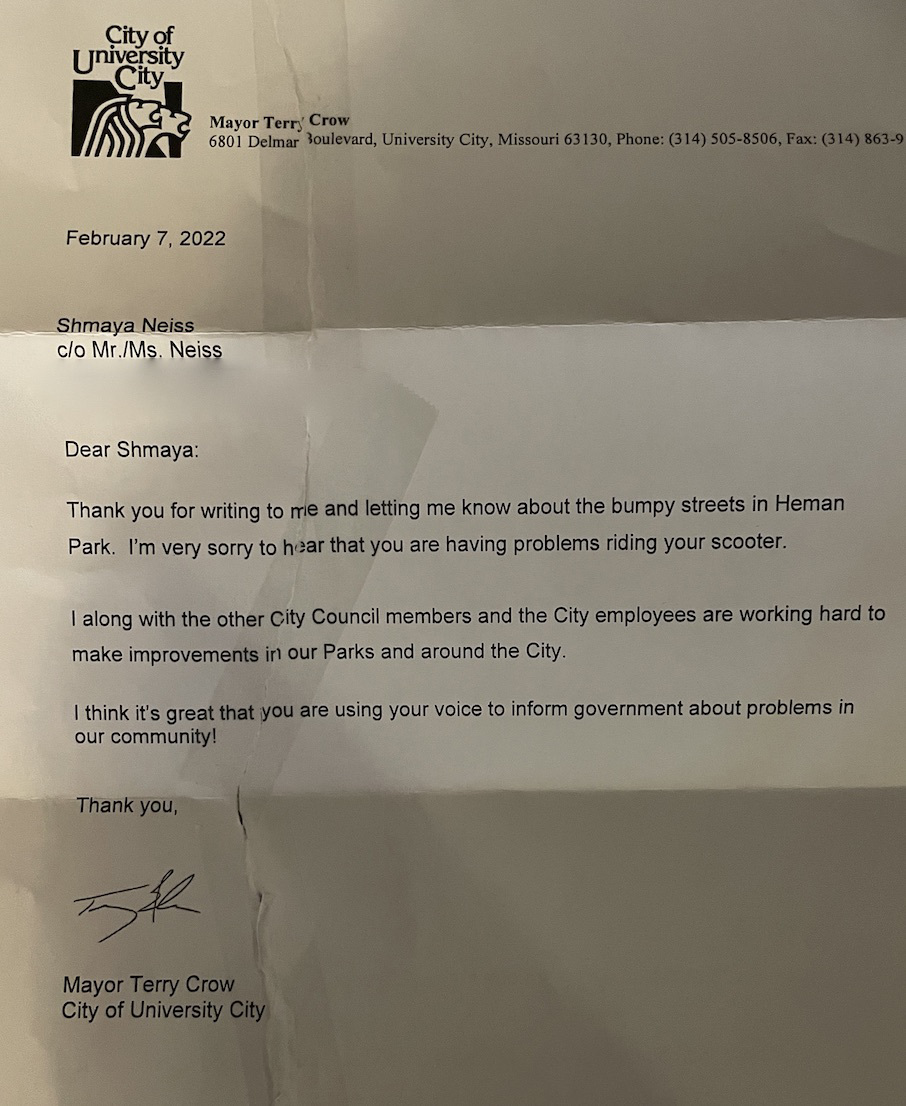 City of
University
City
Mayor Terry Crow
6801 Delmar Boulevard, University City, Missouri 63130, Phone: (314) 505-8506, Fax: (314) 863-9
February 7, 2022
Shmaya Neiss
c/o Mr./Ms. Neiss
Dear Shmaya:
Thank you for writing to me and letting me know about the bumpy streets in Heman
Park. I'm very sorry to hear that you are having problems riding your scooter.
I along with the other City Council members and the City employees are working hard to
make improvements in our Parks and around the City.
I think it's great that you are using your voice to inform government about problems in
our community!
Thank you,
Mayor Terry Crow
City of University City